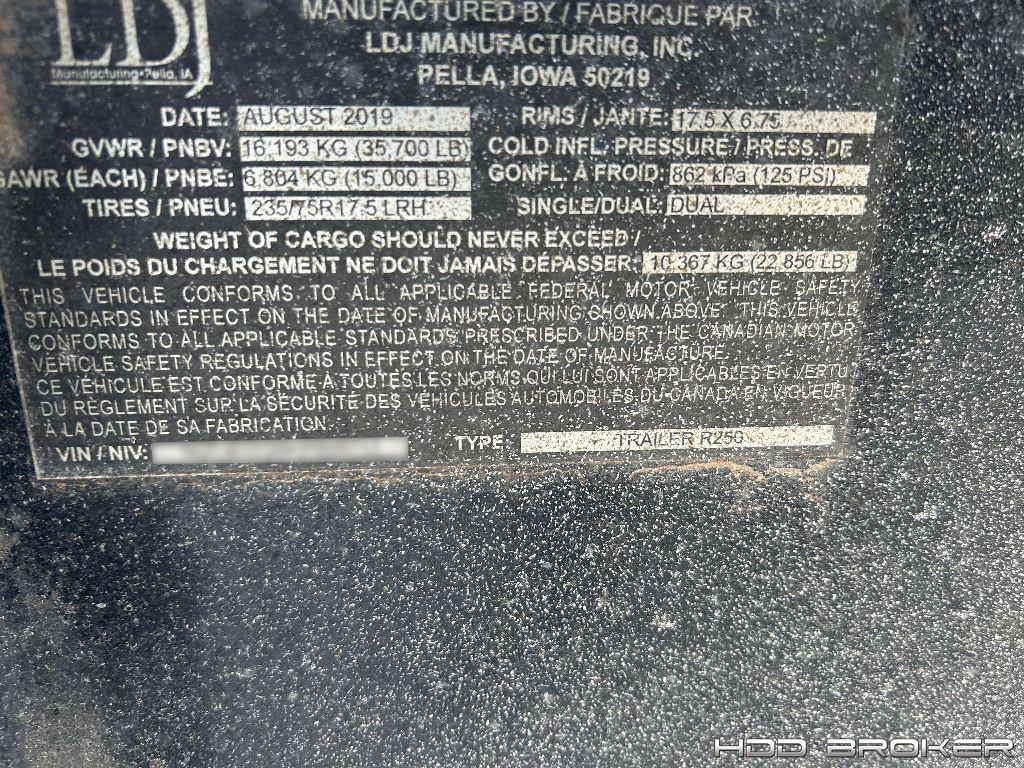 LDJ
Manufacturing•Pella, IA
MANUFACTURED BY / FABRIQUE PAR
LDJ MANUFACTURING, INC.
PELLA, IOWA 50219
DATE: AUGUST 2019 RIMS / JANTE: 17.5 X 6.75
GVWR / PNBV: 16,193 KG (35,700 LB) COLD INFL. PRESSURE / PRESS. DE
GAWR (EACH) / PNBE: 6,804 KG (15,000 LB) GONFL. À FROID: 862 kPa (125 PSI)
TIRES / PNEU: 235/75R17.5 LRH SINGLE/DUAL: DUAL
WEIGHT OF CARGO SHOULD NEVER EXCEED /
LE POIDS DU CHARGEMENT NE DOIT JAMAIS DÉPASSER: 10,367 KG (22,856 LB)
THIS VEHICLE CONFORMS TO ALL APPLICABLE FEDERAL MOTOR VEHICLE SAFETY
STANDARDS IN EFFECT ON THE DATE OF MANUFACTURING SHOWN ABOVE. THIS VEHICLE
CONFORMS TO ALL APPLICABLE STANDARDS PRESCRIBED UNDER THE CANADIAN MOTOR
VEHICLE SAFETY REGULATIONS IN EFFECT ON THE DATE OF MANUFACTURE.
CE VÉHICULE EST CONFORME À TOUTES LES NORMS QUI LUI SONT APPLICABLES EN VERTU
DU RÈGLEMENT SUR LA SÉCURITÉ DES VÉHICULES AUTOMOBILES DU CANADA EN VIGUEUR
À LA DATE DE SA FABRICATION.
VIN / NIV: TYPE: TRAILER R250
HDD BROKER